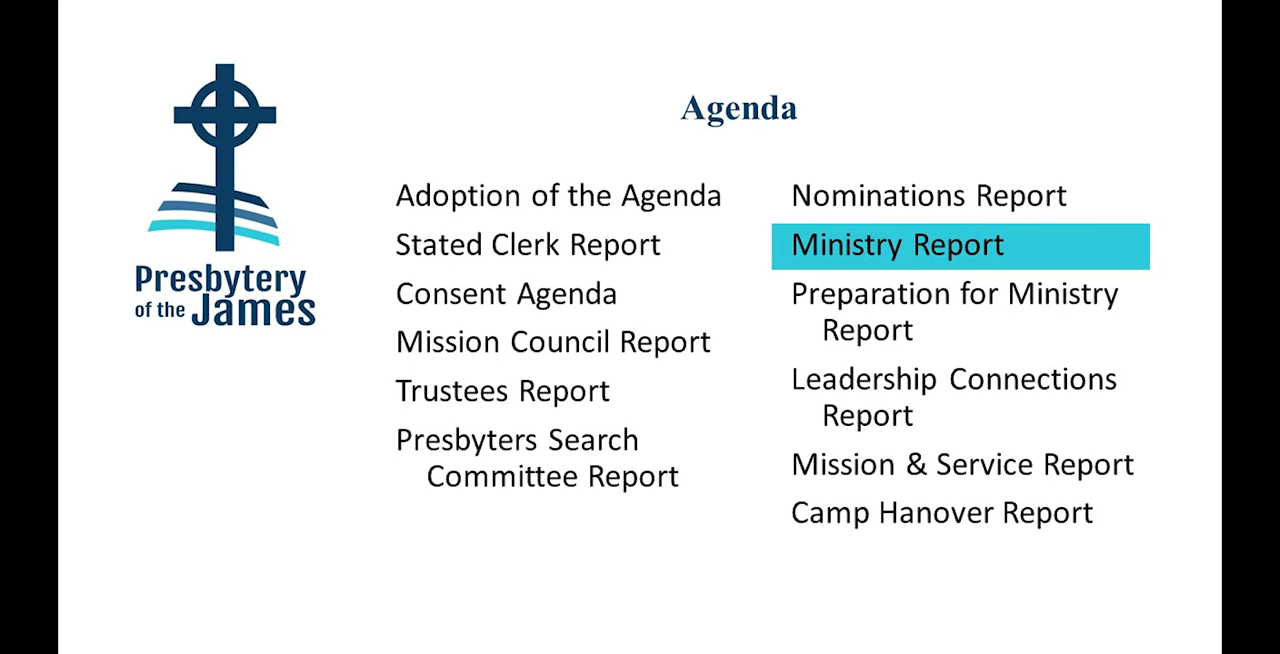 Presbytery
of the James
Agenda
Adoption of the Agenda
Stated Clerk Report
Consent Agenda
Mission Council Report
Trustees Report
Presbyters Search
Committee Report
Nominations Report
Ministry Report
Preparation for Ministry
Report
Leadership Connections
Report
Mission & Service Report
Camp Hanover Report